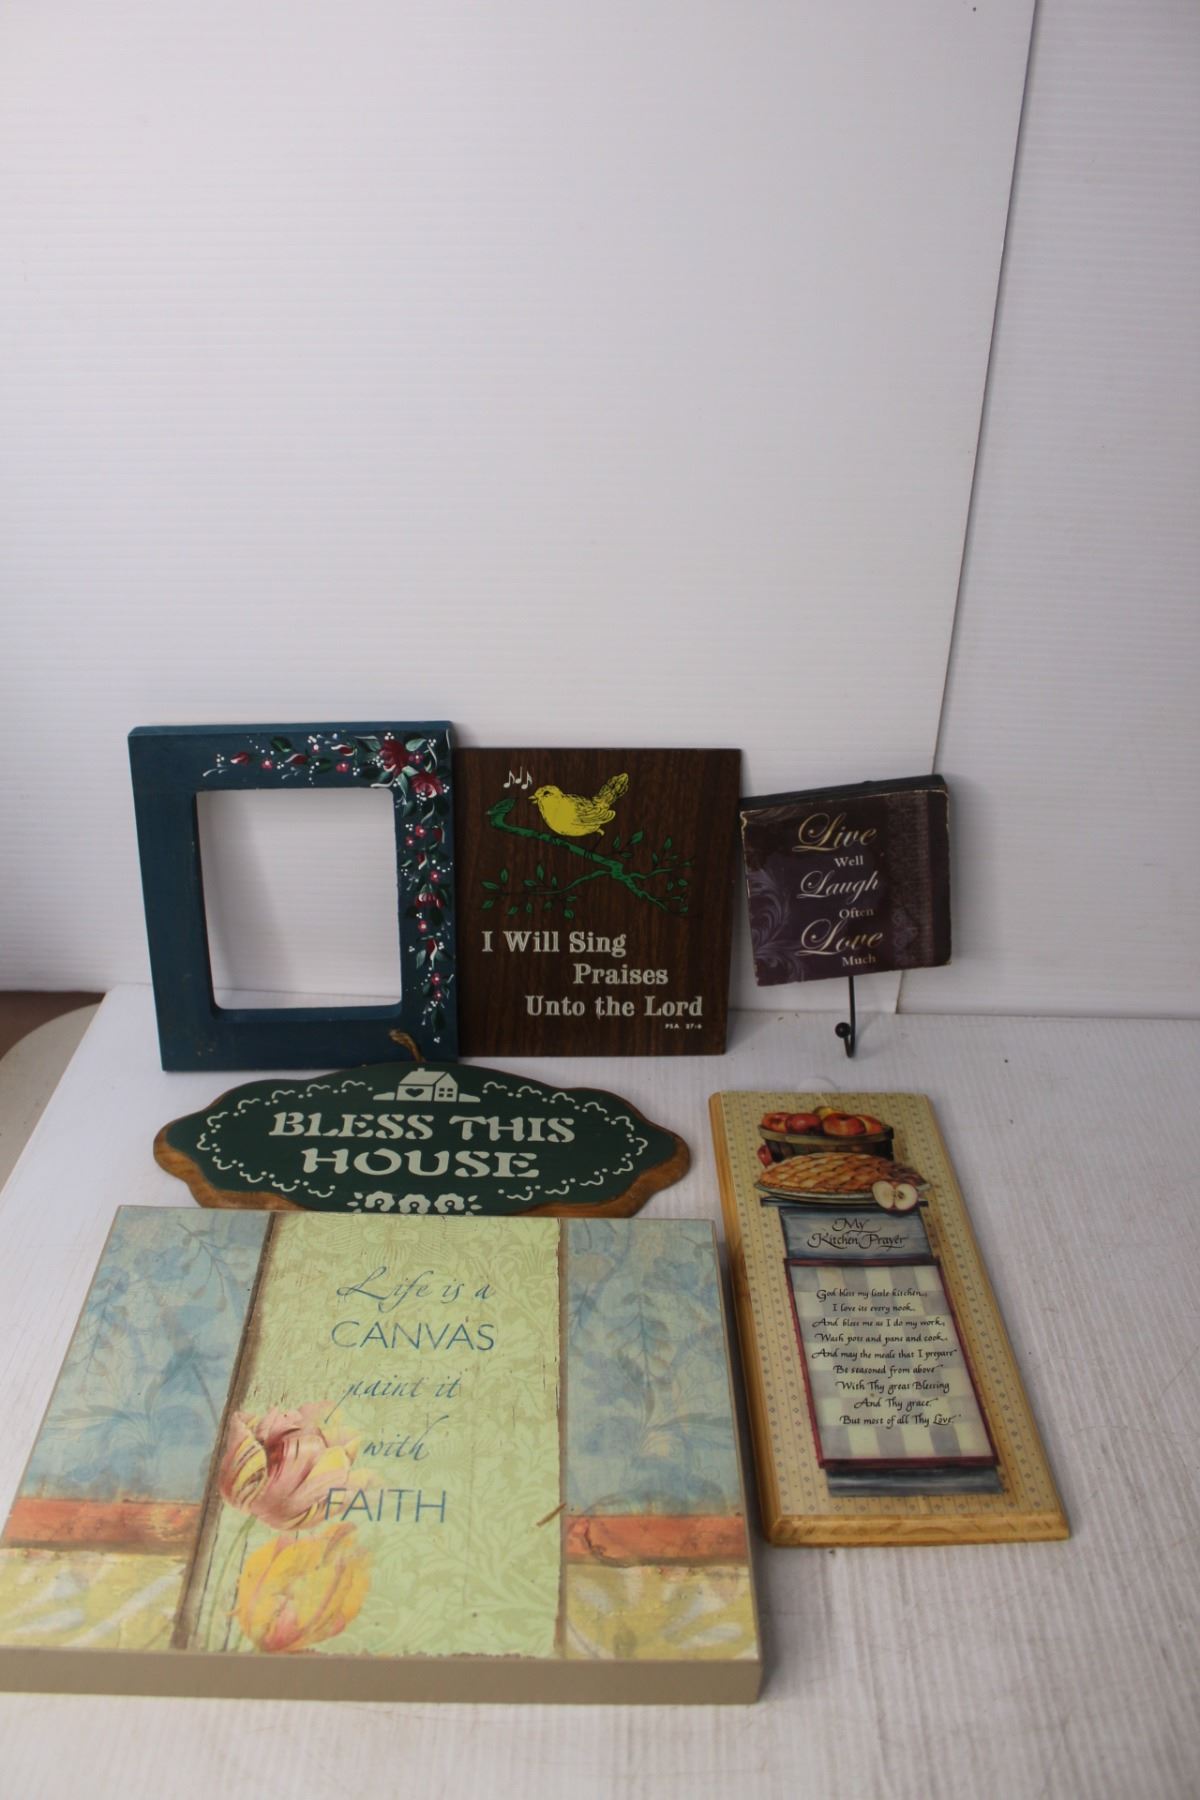 I Will Sing
Praises
Unto the Lord
PSA 27-6
Live
Well
Laugh
Often
Love
Much
BLESS THIS
HOUSE
My
Kitchen Prayer
God bless my little kitchen,
I love its every nook,
And bless me as I do my work,
Wash pots and pans and cook.
And may the meals that I prepare
Be seasoned from above
With Thy great Blessing
And Thy grace,
But most of all Thy Love.
Life is a
CANVAS
paint it
with
FAITH